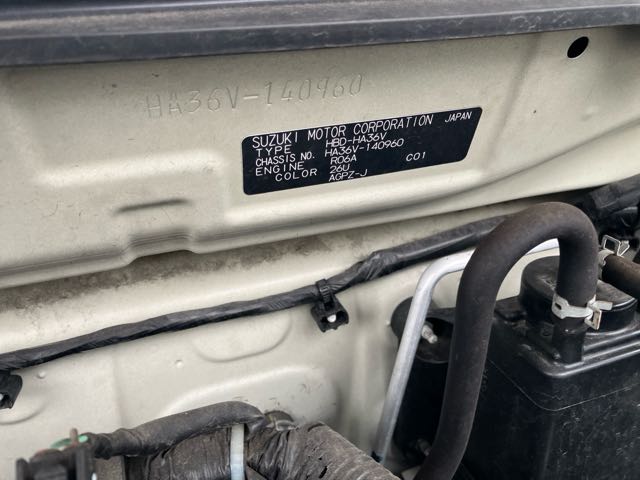 HA36V-140960
SUZUKI MOTOR CORPORATION JAPAN
TYPE HBD-HA36V
CHASSIS NO. HA36V-140960
ENGINE R06A C01
COLOR 26U
AGPZ-J